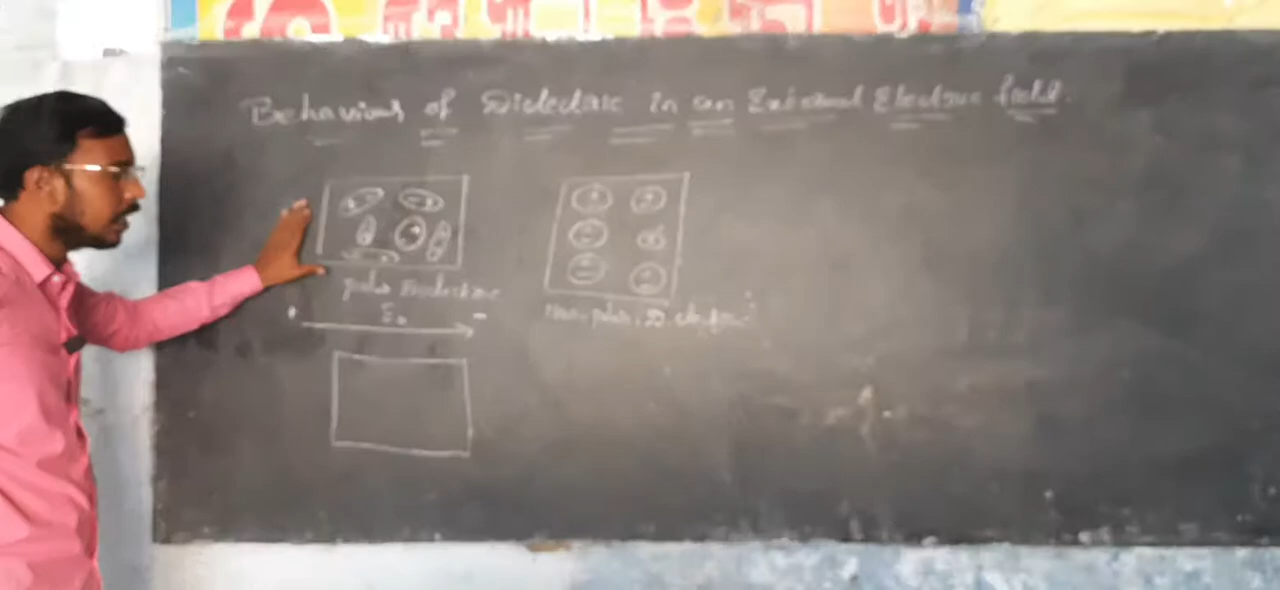 Behaviour of Dielectric in an External Electric field.
polar Dielectric
Non-polar Dielectric
+ E₀ -